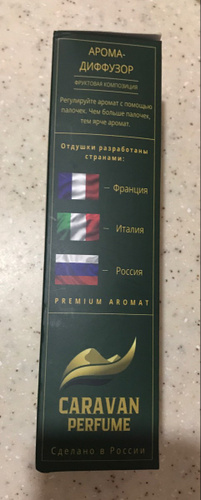 АРОМА-
ДИФФУЗОР
ФРУКТОВАЯ КОМПОЗИЦИЯ
Регулируйте аромат с помощью
палочек. Чем больше палочек,
тем ярче аромат.
Отдушки разработаны
странами:
— Франция
— Италия
— Россия
PREMIUM AROMAT
CARAVAN
PERFUME
Сделано в России